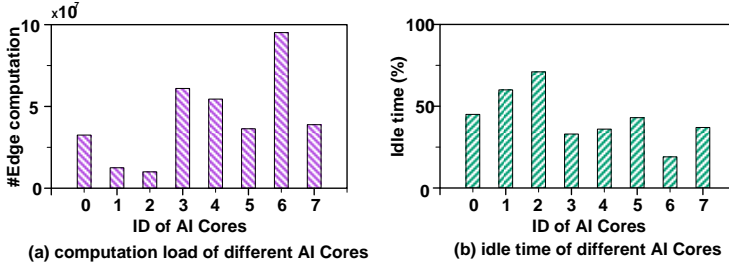 ×10⁷
10
5
0
#Edge computation
0 1 2 3 4 5 6 7
ID of AI Cores
(a) computation load of different AI Cores
100
50
0
Idle time (%)
0 1 2 3 4 5 6 7
ID of AI Cores
(b) idle time of different AI Cores